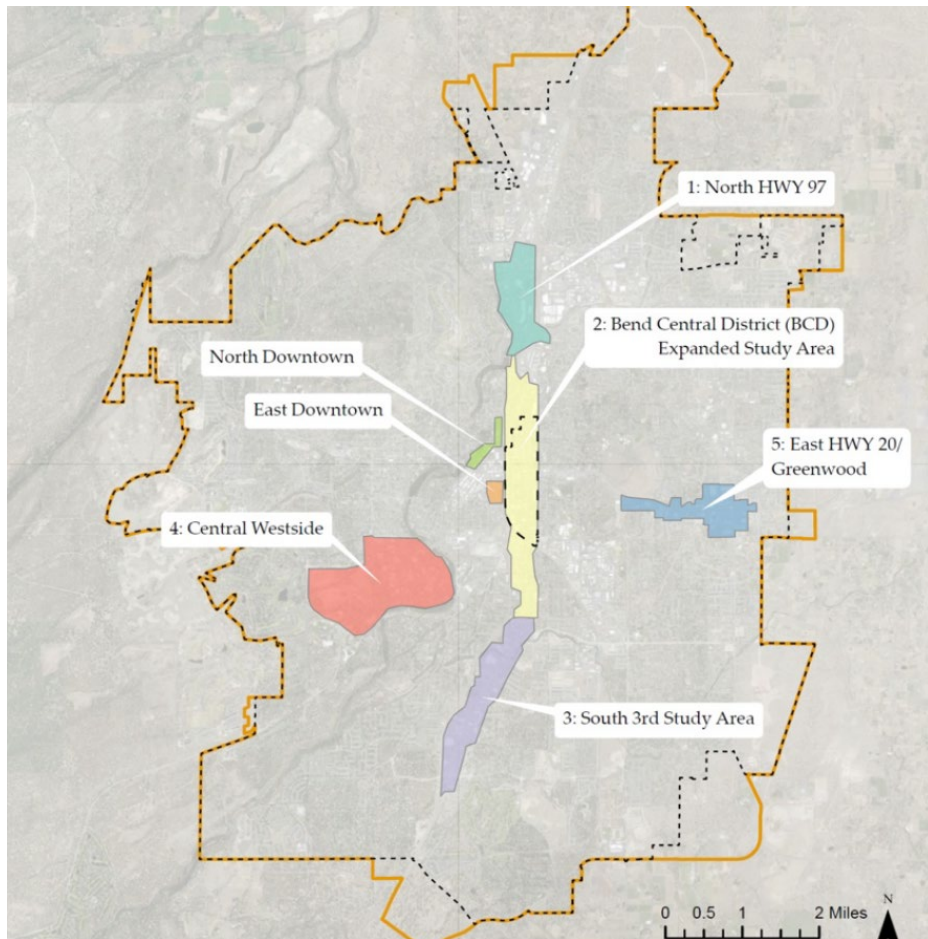 1: North HWY 97
2: Bend Central District (BCD)
Expanded Study Area
North Downtown
East Downtown
5: East HWY 20/
Greenwood
4: Central Westside
3: South 3rd Study Area
N
0 0.5 1 2 Miles